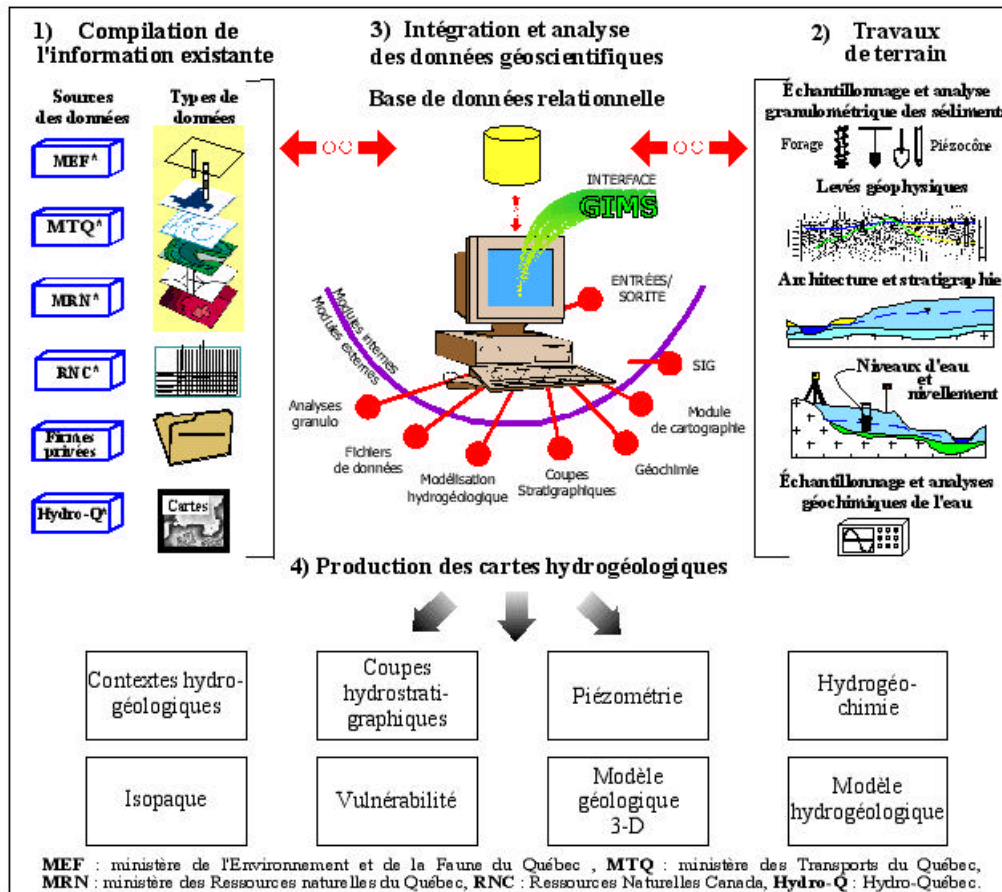 1) Compilation de
l'information existante
Sources
des données
Types de
données
MEF*
MTQ*
MRN*
RNC*
Firmes
privées
Hydro-Q*
Cartes
3) Intégration et analyse
des données géoscientifiques
Base de données relationnelle
INTERFACE
GIMS
ENTRÉES/
SORITE
SIG
Module
de cartographie
Géochimie
Coupes
Stratigraphiques
Modélisation
hydrogéologique
Fichiers
de données
Analyses
granulo
Modules internes
Modules externes
2) Travaux
de terrain
Échantillonnage et analyse
granulométrique des sédiments
Forage
Piézocône
Levés géophysiques
Architecture et stratigraphie
Niveaux d'eau
et
nivellement
Échantillonnage et analyses
géochimiques de l'eau
4) Production des cartes hydrogéologiques
Contextes hydro-
géologiques
Coupes
hydrostrati-
graphiques
Piézométrie
Hydrogéo-
chimie
Isopaque
Vulnérabilité
Modèle
géologique
3-D
Modèle
hydrogéologique
MEF : ministère de l'Environnement et de la Faune du Québec , MTQ : ministère des Transports du Québec,
MRN : ministère des Ressources naturelles du Québec, RNC : Ressources Naturelles Canada, Hydro-Q : Hydro-Québec.